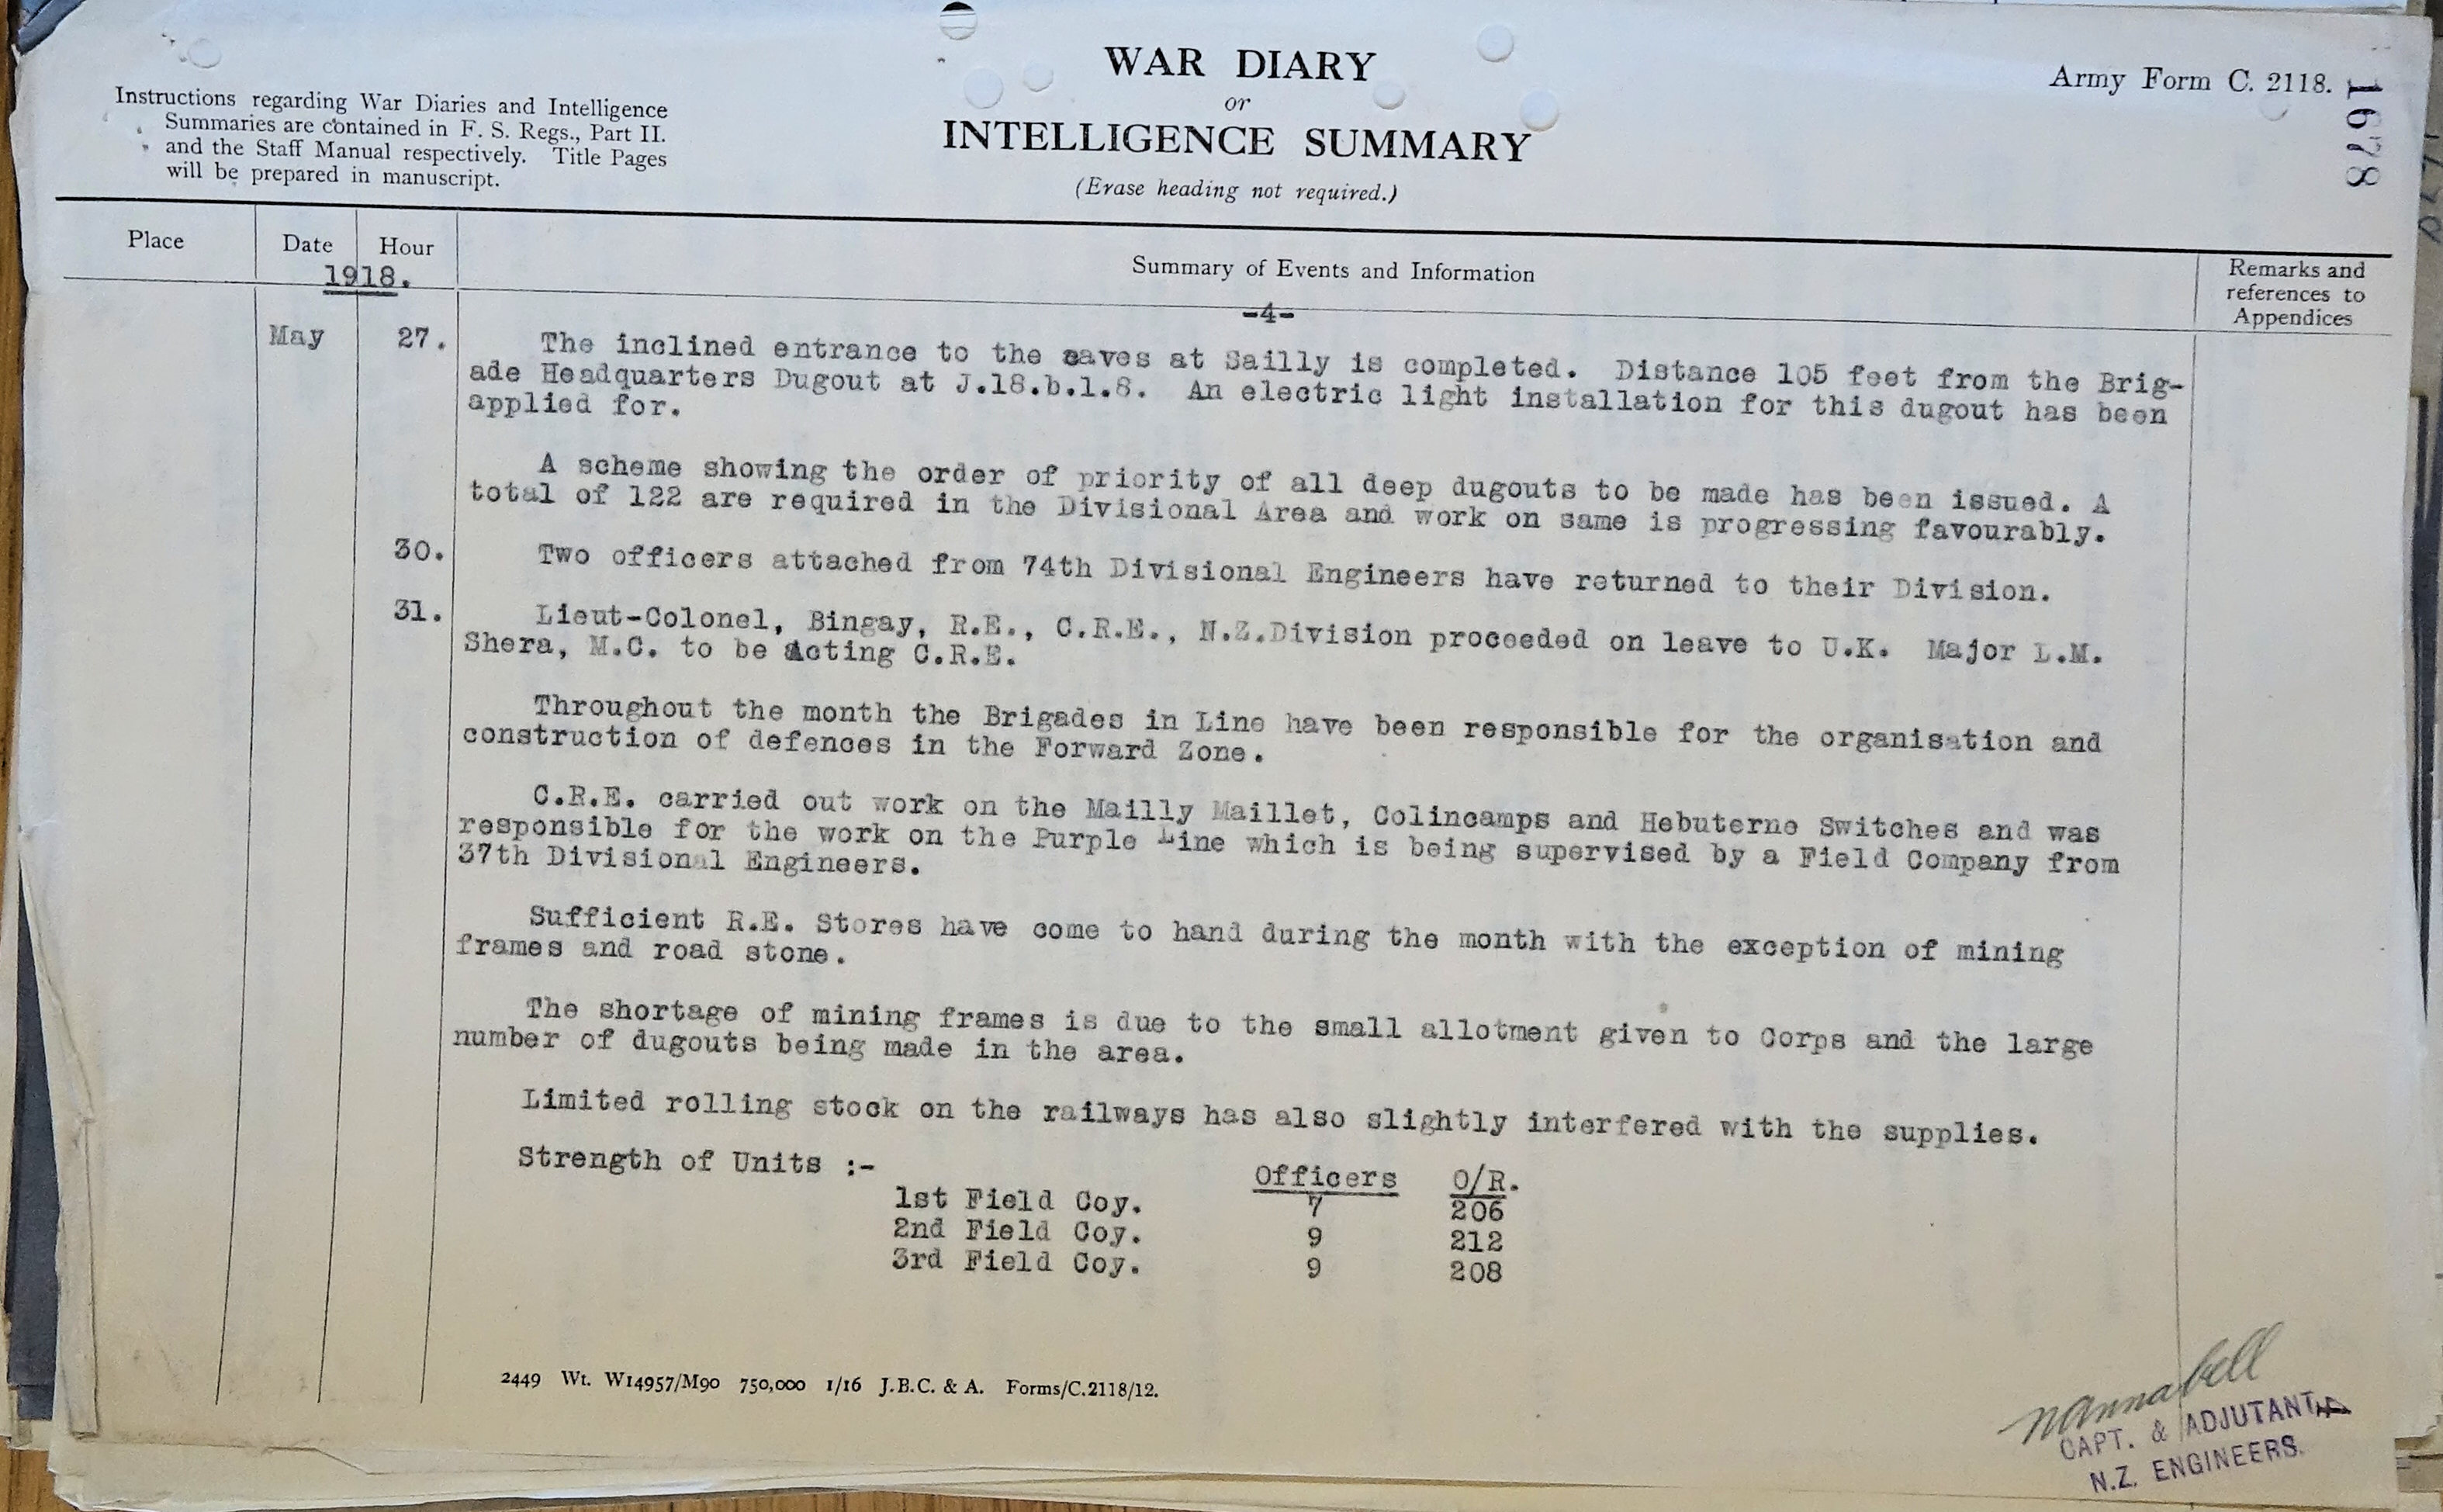 WAR DIARY
or
INTELLIGENCE SUMMARY
(Erase heading not required.)
Army Form C. 2118.
1678
Instructions regarding War Diaries and Intelligence
Summaries are contained in F. S. Regs., Part II.
and the Staff Manual respectively. Title Pages
will be prepared in manuscript.
Place
Date
Hour
Summary of Events and Information
Remarks and
references to
Appendices
1918.
-4-
May 27. The inclined entrance to the caves at Sailly is completed. Distance 105 feet from the Brig-
ade Headquarters Dugout at J.18.b.1.8. An electric light installation for this dugout has been
applied for.
A scheme showing the order of priority of all deep dugouts to be made has been issued. A
total of 122 are required in the Divisional Area and work on same is progressing favourably.
30. Two officers attached from 74th Divisional Engineers have returned to their Division.
31. Lieut-Colonel, Bingay, R.E., C.R.E., N.Z.Division proceeded on leave to U.K. Major L.M.
Shera, M.C. to be Acting C.R.E.
Throughout the month the Brigades in Line have been responsible for the organisation and
construction of defences in the Forward Zone.
C.R.E. carried out work on the Mailly Maillet, Colincamps and Hebuterne Switches and was
responsible for the work on the Purple Line which is being supervised by a Field Company from
37th Divisional Engineers.
Sufficient R.E. Stores have come to hand during the month with the exception of mining
frames and road stone.
The shortage of mining frames is due to the small allotment given to Corps and the large
number of dugouts being made in the area.
Limited rolling stock on the railways has also slightly interfered with the supplies.
Strength of Units :-
Officers O/R.
1st Field Coy. 7 206
2nd Field Coy. 9 212
3rd Field Coy. 9 208
2449 Wt. W14957/M90 750,000 1/16 J.B.C. & A. Forms/C.2118/12.
NAnnabell
CAPT. & ADJUTANT
N.Z. ENGINEERS.